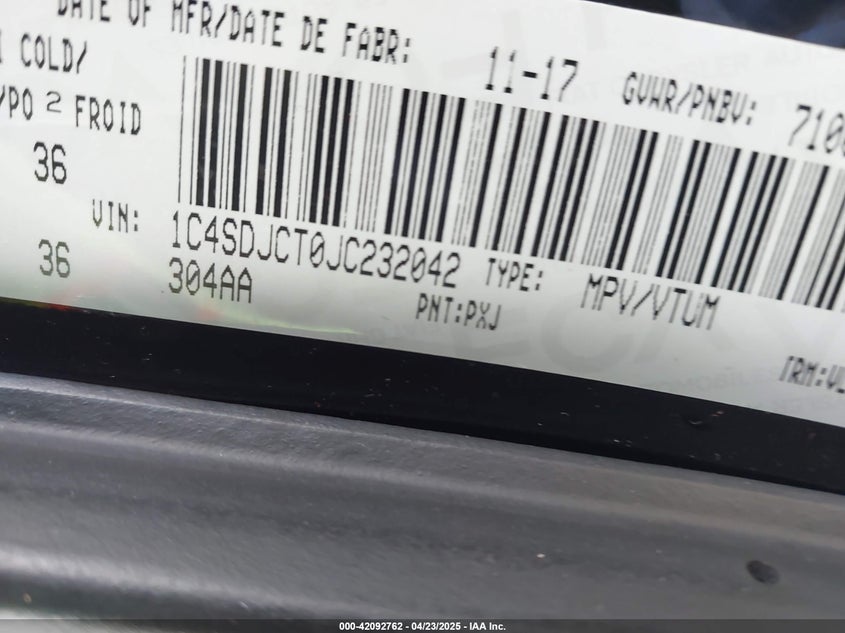 DATE OF MFR/DATE DE FABR: 11-17 GVWR/PNBV:
COLD/
PO 2 FROID
36
VIN: 1C4SDJCT0JC232042 TYPE: MPV/VTUM
36 304AA PNT:PXJ
000-42092762 - 04/23/2025 - IAA Inc.